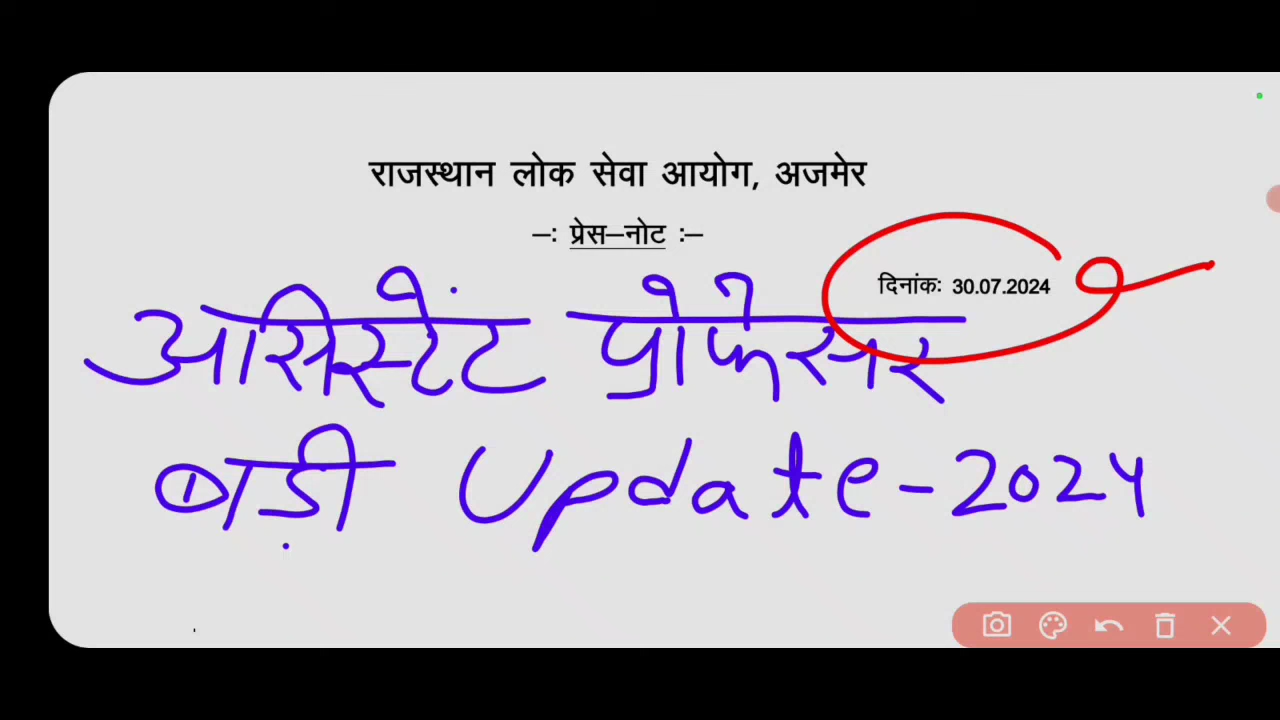 राजस्थान लोक सेवा आयोग, अजमेर
–: प्रेस–नोट :–
दिनांक: 30.07.2024
असिस्टेंट प्रोफेसर
बड़ी Update-2024